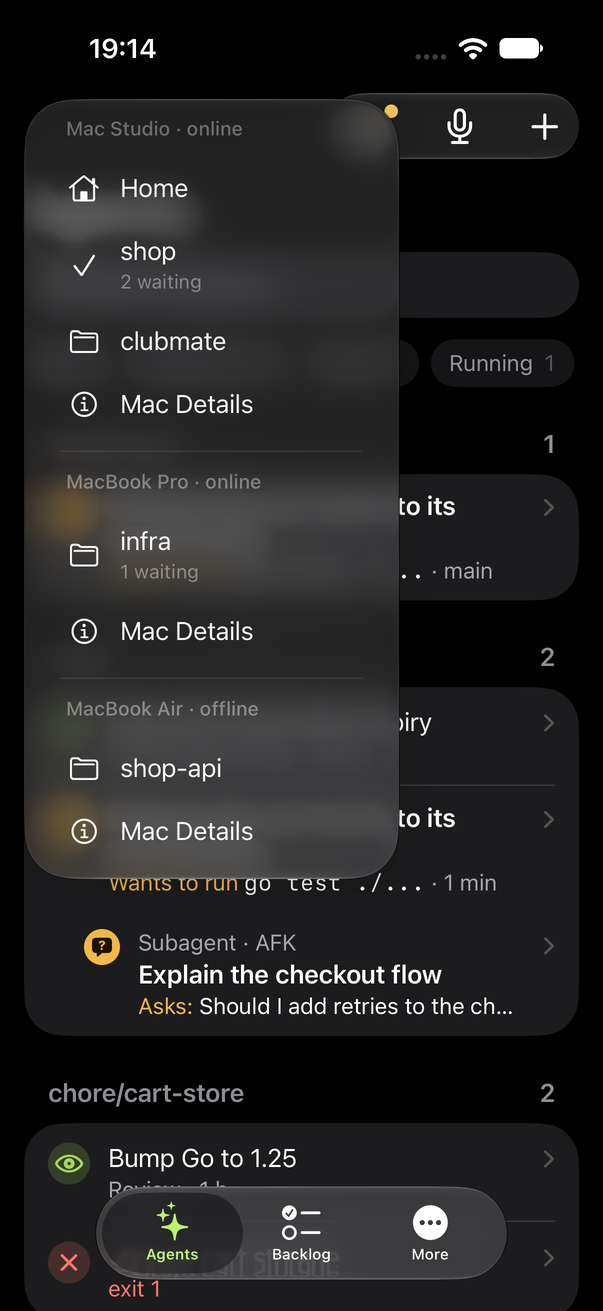 19:14
Mac Studio · online
Home
shop
2 waiting
clubmate
Running 1
Mac Details
1
MacBook Pro · online
to its
infra
1 waiting
.. · main
Mac Details
2
MacBook Air · offline
piry
shop-api
to its
Mac Details
Wants to run go test ./... · 1 min
Subagent · AFK
Explain the checkout flow
Asks: Should I add retries to the ch...
chore/cart-store
2
Bump Go to 1.25
Review · 1 h
exit 1
Agents
Backlog
More